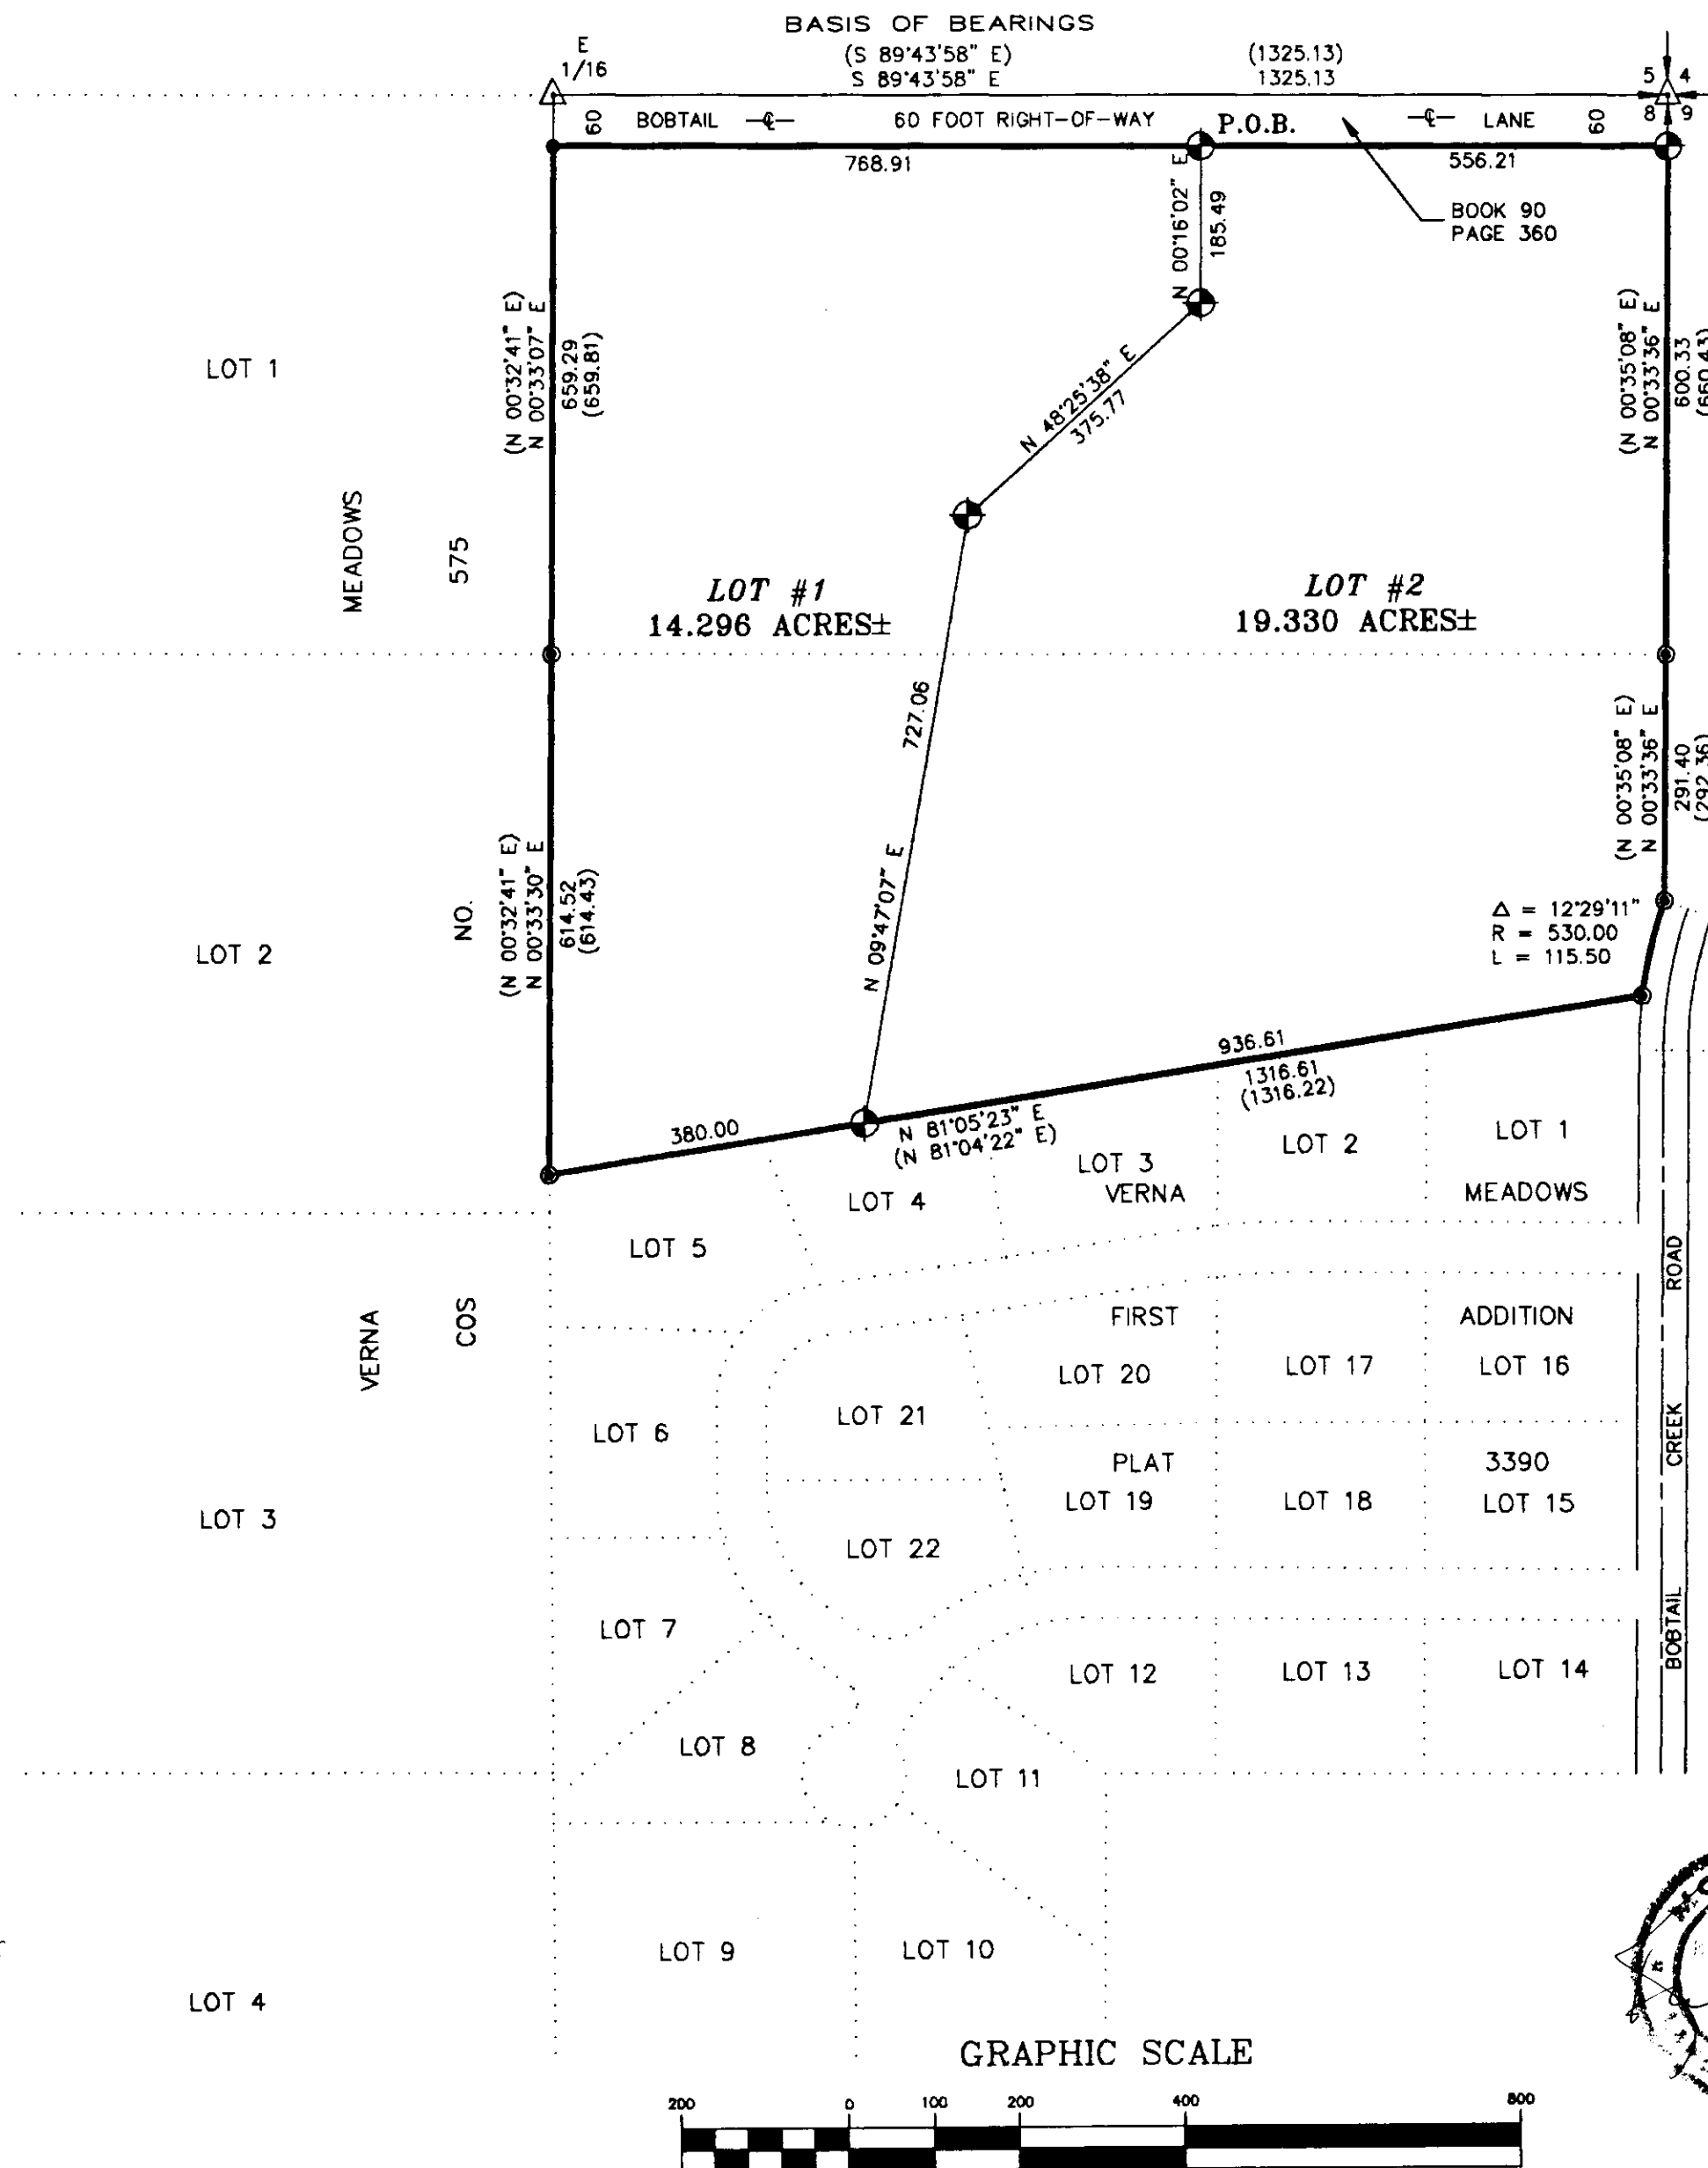 BASIS OF BEARINGS
(S 89°43'58" E) (1325.13)
S 89°43'58" E 1325.13
E
1/16
5 4
8 9
60 BOBTAIL ℄ 60 FOOT RIGHT-OF-WAY P.O.B. ℄ LANE 60
768.91
556.21
BOOK 90
PAGE 360
N 00°16'02" E
185.49
N 48°25'38" E
375.77
(N 00°32'41" E)
N 00°33'07" E
659.29
(659.81)
(N 00°35'08" E)
N 00°33'36" E
600.33
(660.43)
LOT 1
MEADOWS
575
LOT #1
14.296 ACRES±
LOT #2
19.330 ACRES±
727.06
N 09°47'07" E
(N 00°35'08" E)
N 00°33'36" E
291.40
(292.36)
LOT 2
NO.
(N 00°32'41" E)
N 00°33'30" E
614.52
(614.43)
Δ = 12°29'11"
R = 530.00
L = 115.50
936.61
1316.61
(1316.22)
380.00
N 81°05'23" E
(N 81°04'22" E)
LOT 1
LOT 2
LOT 3
VERNA
MEADOWS
LOT 4
LOT 5
VERNA
COS
FIRST
ADDITION
LOT 20
LOT 17
LOT 16
LOT 21
LOT 6
PLAT
3390
LOT 19
LOT 18
LOT 15
LOT 3
LOT 22
LOT 7
LOT 12
LOT 13
LOT 14
LOT 8
LOT 11
BOBTAIL CREEK ROAD
LOT 9
LOT 10
LOT 4
GRAPHIC SCALE
200 0 100 200 400 800